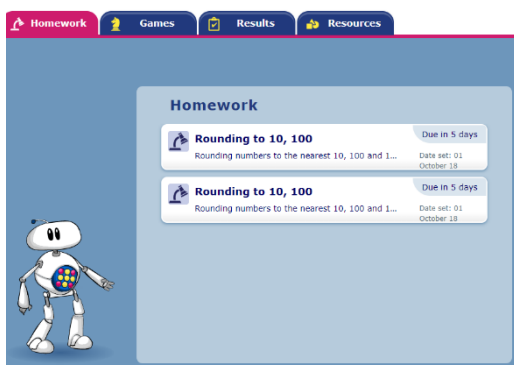 Homework Games Results Resources
Homework
Rounding to 10, 100
Due in 5 days
Rounding numbers to the nearest 10, 100 and 1...
Date set: 01
October 18
Rounding to 10, 100
Due in 5 days
Rounding numbers to the nearest 10, 100 and 1...
Date set: 01
October 18